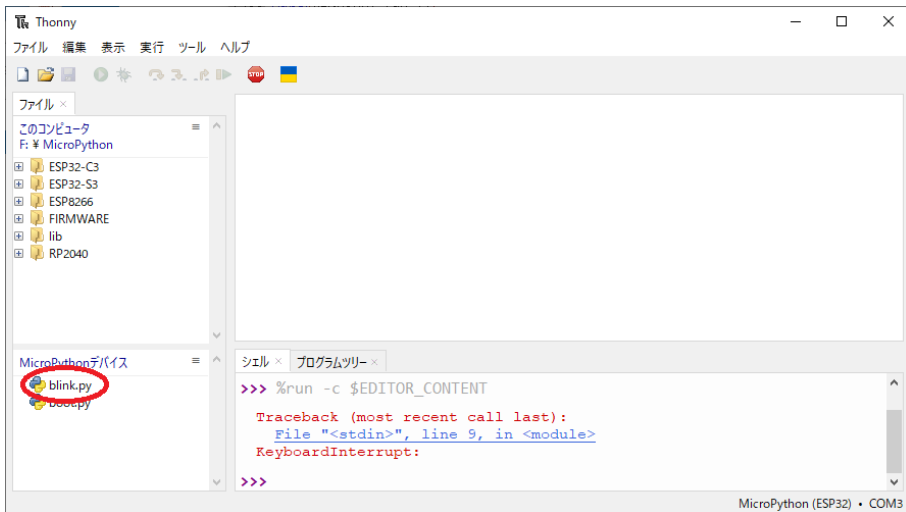 Thonny
ファイル 編集 表示 実行 ツール ヘルプ
STOP
ファイル ×
このコンピュータ
F: ¥ MicroPython
ESP32-C3
ESP32-S3
ESP8266
FIRMWARE
lib
RP2040
MicroPythonデバイス
blink.py
boot.py
シェル × プログラムツリー ×
>>> %run -c $EDITOR_CONTENT
Traceback (most recent call last):
File "<stdin>", line 9, in <module>
KeyboardInterrupt:
>>>
MicroPython (ESP32) • COM3